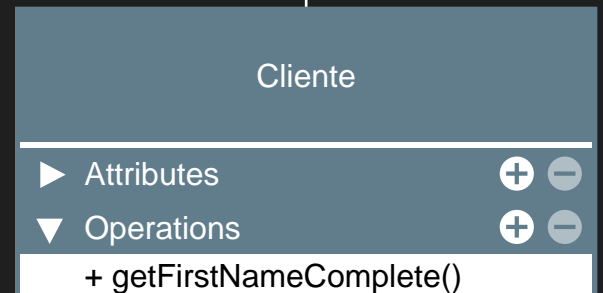 Cliente
Attributes
Operations
+ getFirstNameComplete()